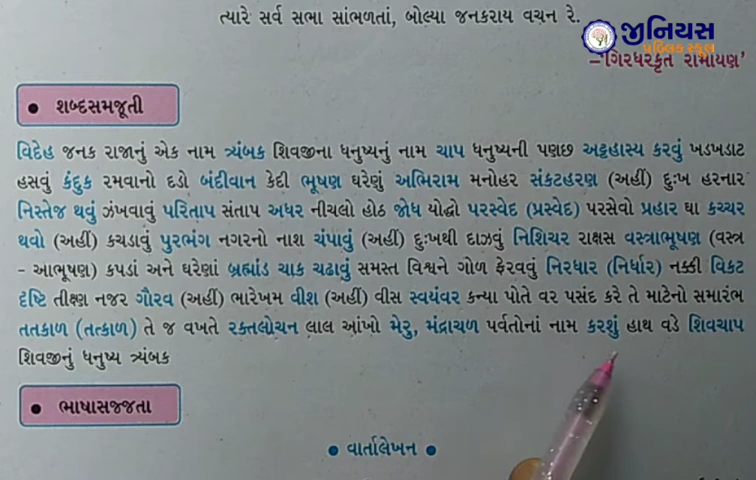 ત્યારે સર્વ સભા સાંભળતાં, બોલ્યા જનકરાય વચન રે.
જીનિયસ
પબ્લિક સ્કૂલ
–'ગિરધરકૃત રામાયણ'
• શબ્દસમજૂતી
વિદેહ જનક રાજાનું એક નામ ત્ર્યંબક શિવજીના ધનુષ્યનું નામ ચાપ ધનુષ્યની પણછ અટ્ટહાસ્ય કરવું ખડખડાટ
હસવું કંદુક રમવાનો દડો બંદીવાન કેદી ભૂષણ ઘરેણું અભિરામ મનોહર સંકટહરણ (અહીં) દુઃખ હરનાર
નિસ્તેજ થવું ઝંખવાવું પરિતાપ સંતાપ અધર નીચલો હોઠ જોધ યોદ્ધો પરસ્વેદ (પ્રસ્વેદ) પરસેવો પ્રહાર ઘા કચ્ચર
થવો (અહીં) કચડાવું પુરભંગ નગરનો નાશ ચંપાવું (અહીં) દુઃખથી દાઝવું નિશિચર રાક્ષસ વસ્ત્રાભૂષણ (વસ્ત્ર
- આભૂષણ) કપડાં અને ઘરેણાં બ્રહ્માંડ ચાક ચઢાવું સમસ્ત વિશ્વને ગોળ ફેરવવું નિરધાર (નિર્ધાર) નક્કી વિકટ
દૃષ્ટિ તીક્ષ્ણ નજર ગૌરવ (અહીં) ભારેખમ વીશ (અહીં) વીસ સ્વયંવર કન્યા પોતે વર પસંદ કરે તે માટેનો સમારંભ
તતકાળ (તત્કાળ) તે જ વખતે રક્તલોચન લાલ આંખો મેરુ, મંદ્રાચળ પર્વતોનાં નામ કરશું હાથ વડે શિવચાપ
શિવજીનું ધનુષ્ય ત્ર્યંબક
• ભાષાસજ્જતા
• વાર્તાલેખન •